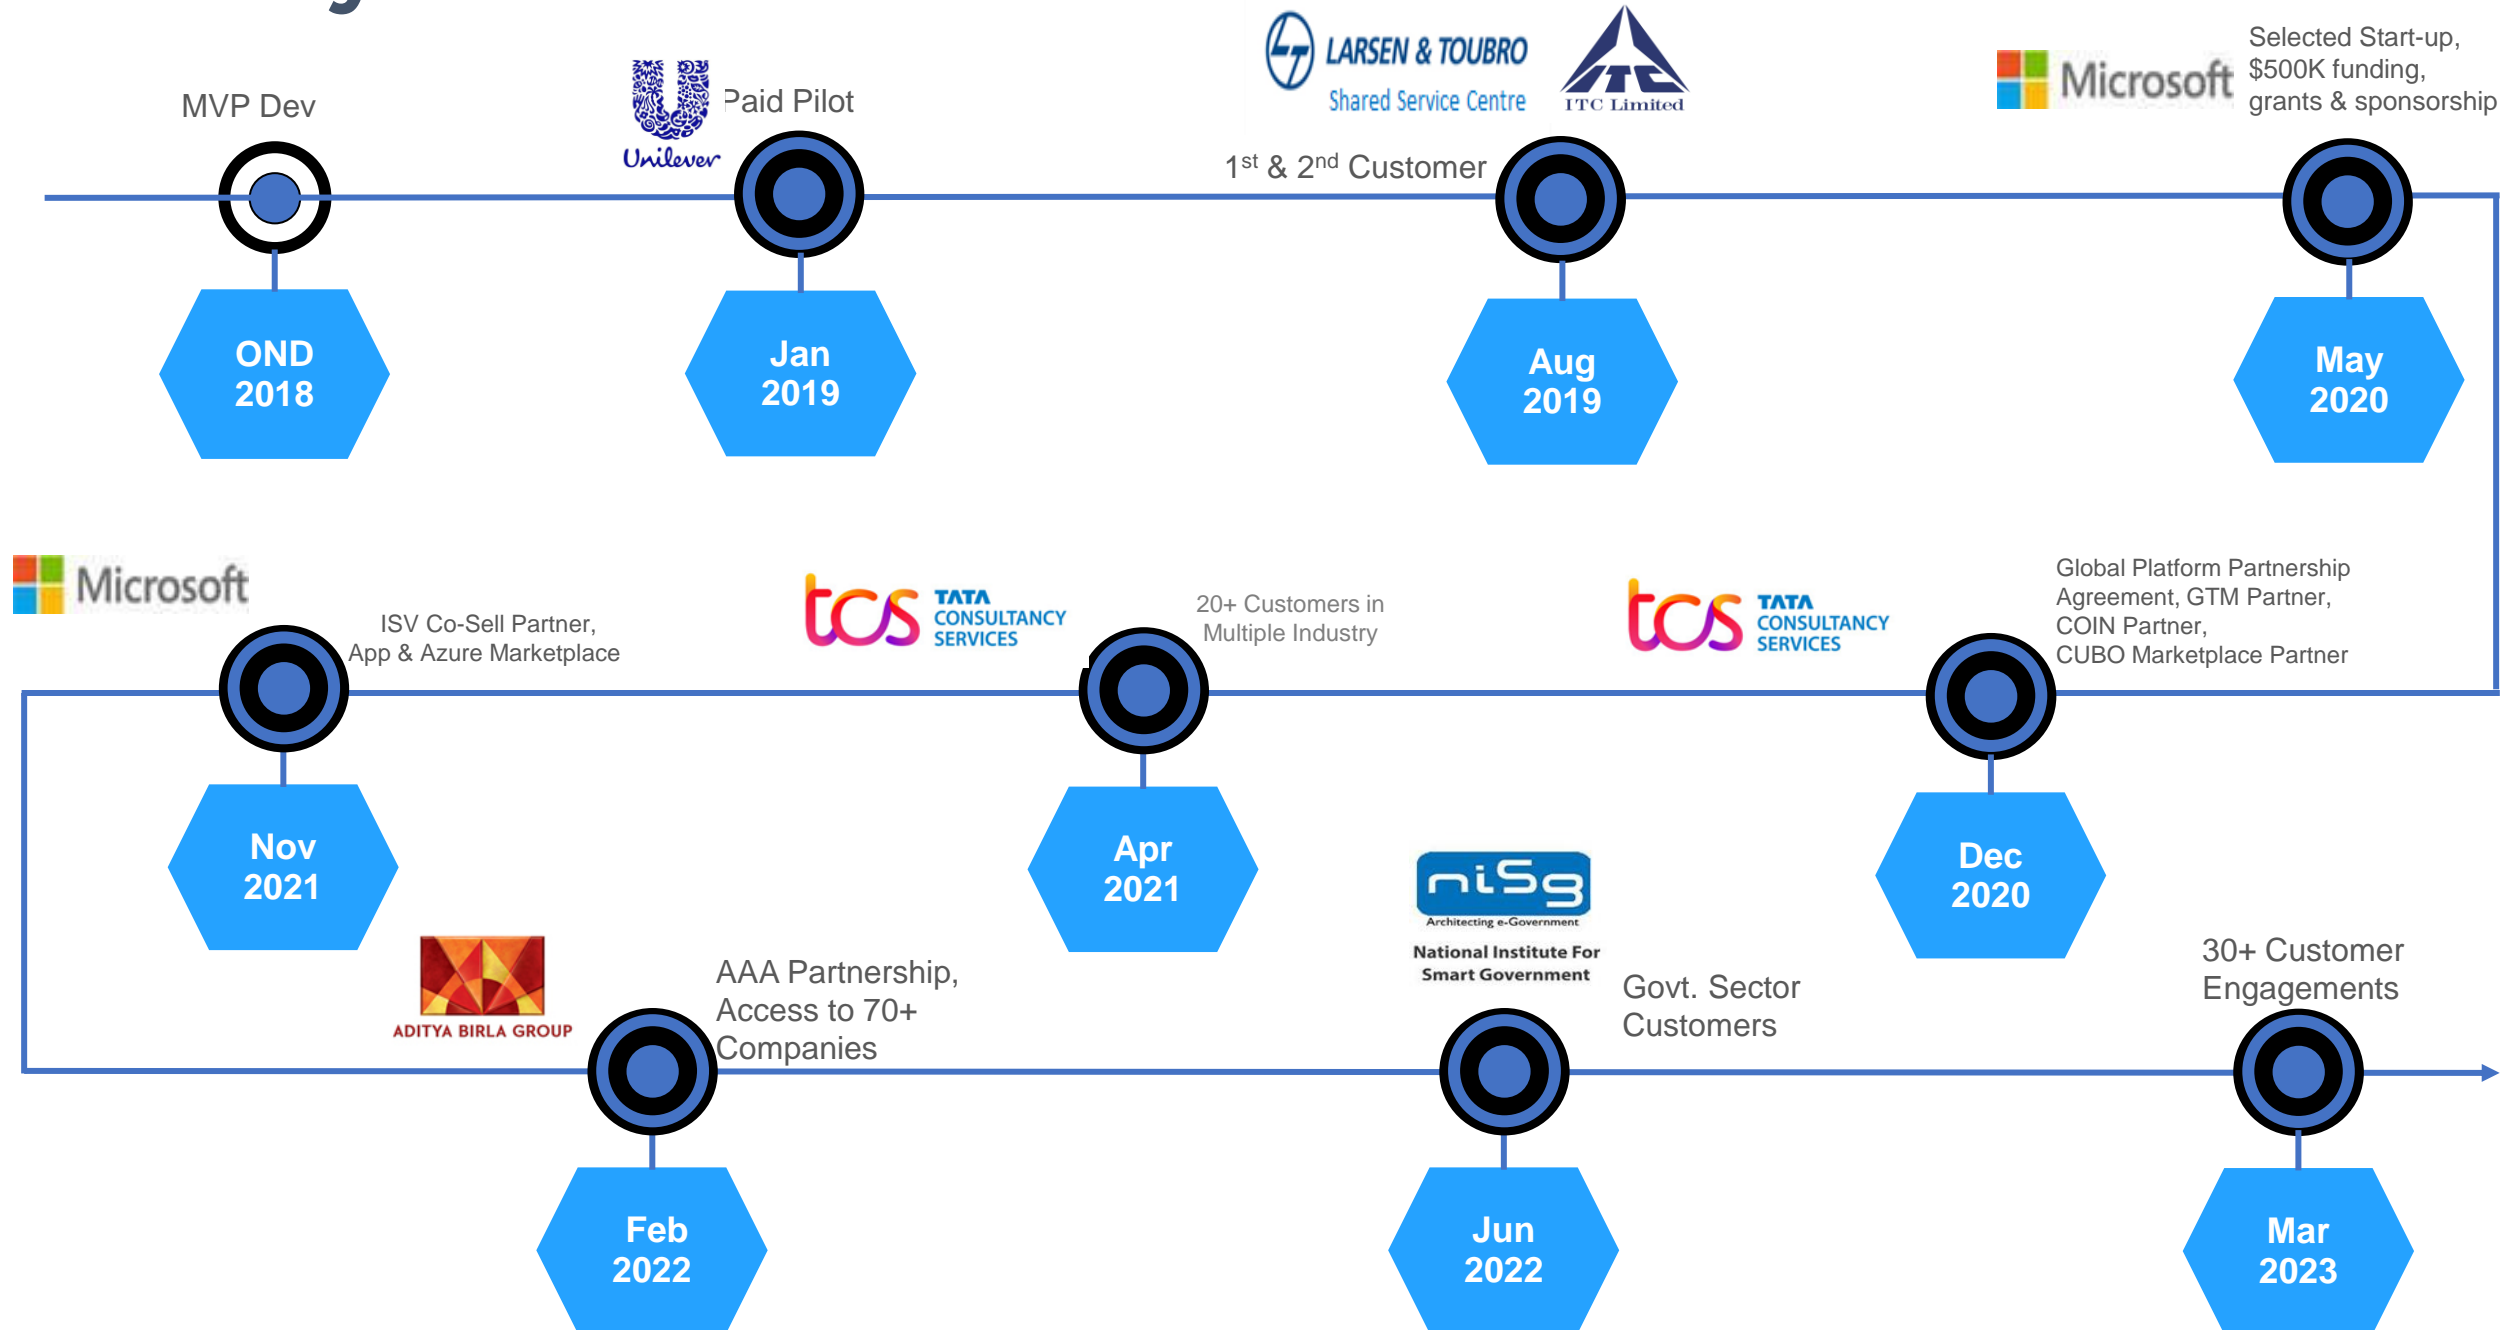 MVP Dev
Unilever
Paid Pilot
LARSEN & TOUBRO
Shared Service Centre
ITC Limited
1st & 2nd Customer
Microsoft
Selected Start-up,
$500K funding,
grants & sponsorship
OND
2018
Jan
2019
Aug
2019
May
2020
Microsoft
ISV Co-Sell Partner,
App & Azure Marketplace
tcs TATA
CONSULTANCY
SERVICES
20+ Customers in
Multiple Industry
tcs TATA
CONSULTANCY
SERVICES
Global Platform Partnership
Agreement, GTM Partner,
COIN Partner,
CUBO Marketplace Partner
Nov
2021
Apr
2021
Dec
2020
ADITYA BIRLA GROUP
AAA Partnership,
Access to 70+
Companies
niSg
Architecting e-Government
National Institute For
Smart Government
Govt. Sector
Customers
30+ Customer
Engagements
Feb
2022
Jun
2022
Mar
2023